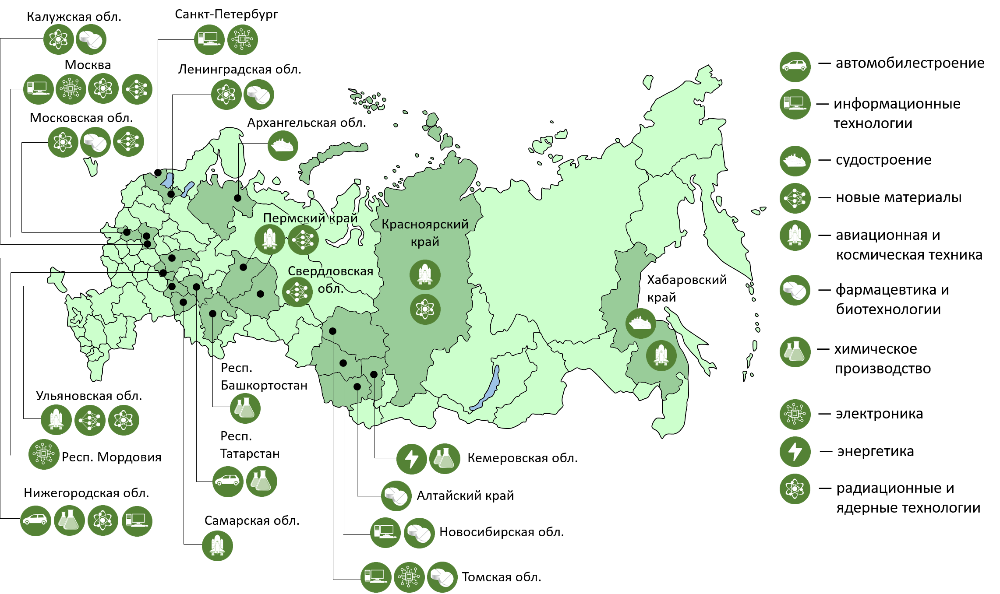 Калужская обл.
Санкт-Петербург
Москва
Ленинградская обл.
Московская обл.
Архангельская обл.
Пермский край
Красноярский
край
Свердловская
обл.
Хабаровский
край
Респ.
Башкортостан
Ульяновская обл.
Респ.
Татарстан
Респ. Мордовия
Кемеровская обл.
Нижегородская обл.
Алтайский край
Самарская обл.
Новосибирская обл.
Томская обл.
— автомобилестроение
— информационные
технологии
— судостроение
— новые материалы
— авиационная и
космическая техника
— фармацевтика и
биотехнологии
— химическое
производство
— электроника
— энергетика
— радиационные и
ядерные технологии